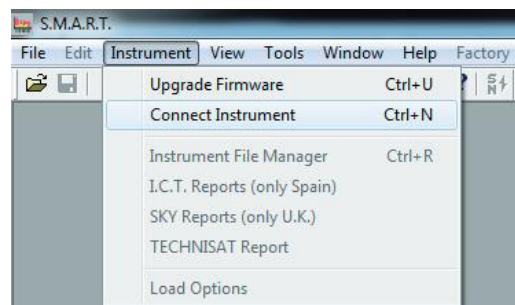 S.M.A.R.T.
File Edit Instrument View Tools Window Help Factory
Upgrade Firmware Ctrl+U
Connect Instrument Ctrl+N
Instrument File Manager Ctrl+R
I.C.T. Reports (only Spain)
SKY Reports (only U.K.)
TECHNISAT Report
Load Options